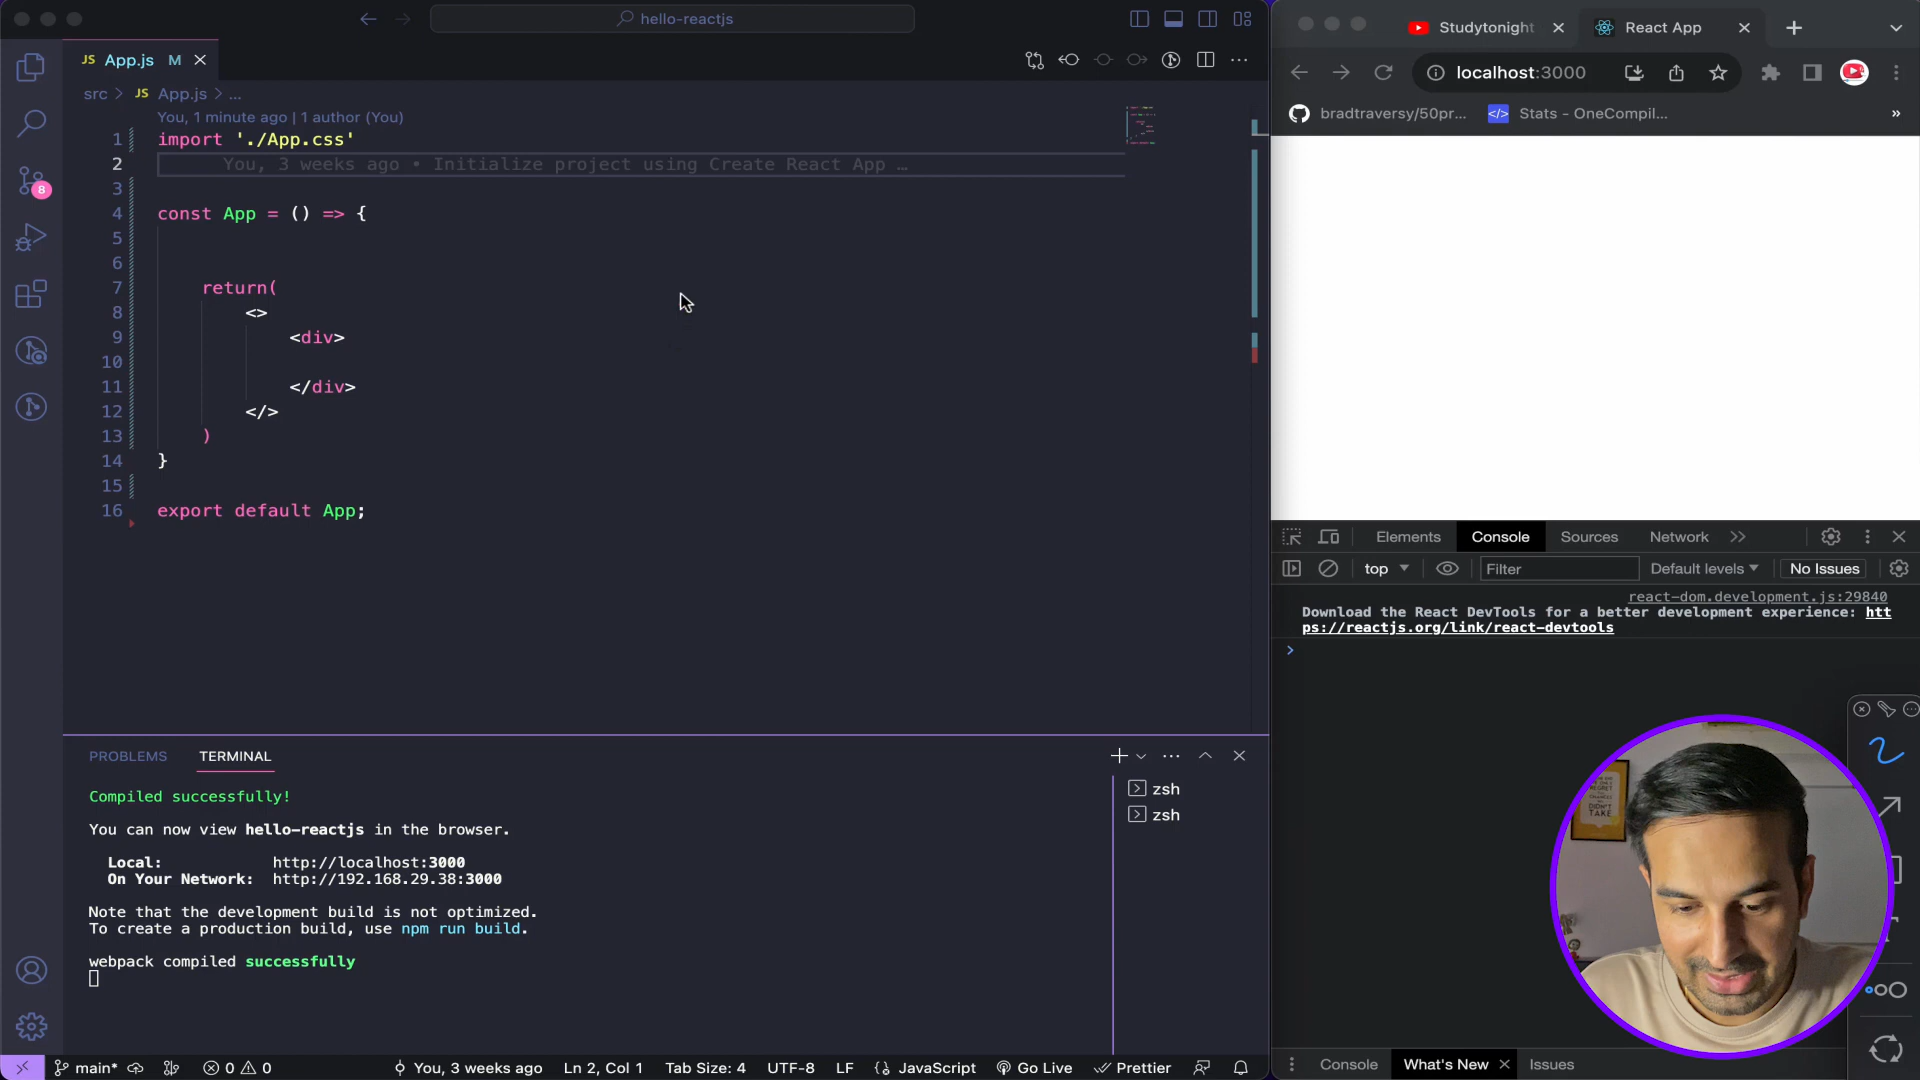 hello-reactjs
JS App.js M
src > JS App.js > ...
You, 1 minute ago | 1 author (You)
1 import './App.css'
2 You, 3 weeks ago • Initialize project using Create React App …
3
4 const App = () => {
5
6
7 return(
8 <>
9 <div>
10
11 </div>
12 </>
13 )
14 }
15
16 export default App;
8
PROBLEMS TERMINAL
Compiled successfully!
You can now view hello-reactjs in the browser.
Local: http://localhost:3000
On Your Network: http://192.168.29.38:3000
Note that the development build is not optimized.
To create a production build, use npm run build.
webpack compiled successfully
zsh
zsh
main* 0 0 You, 3 weeks ago Ln 2, Col 1 Tab Size: 4 UTF-8 LF {} JavaScript Go Live Prettier
Studytonight React App
localhost:3000
bradtraversy/50pr... </> Stats - OneCompil... »
Elements Console Sources Network »
top Filter Default levels No Issues
react-dom.development.js:29840
Download the React DevTools for a better development experience: htt
ps://reactjs.org/link/react-devtools
>
DIDN'T
TAKE
Console What's New Issues